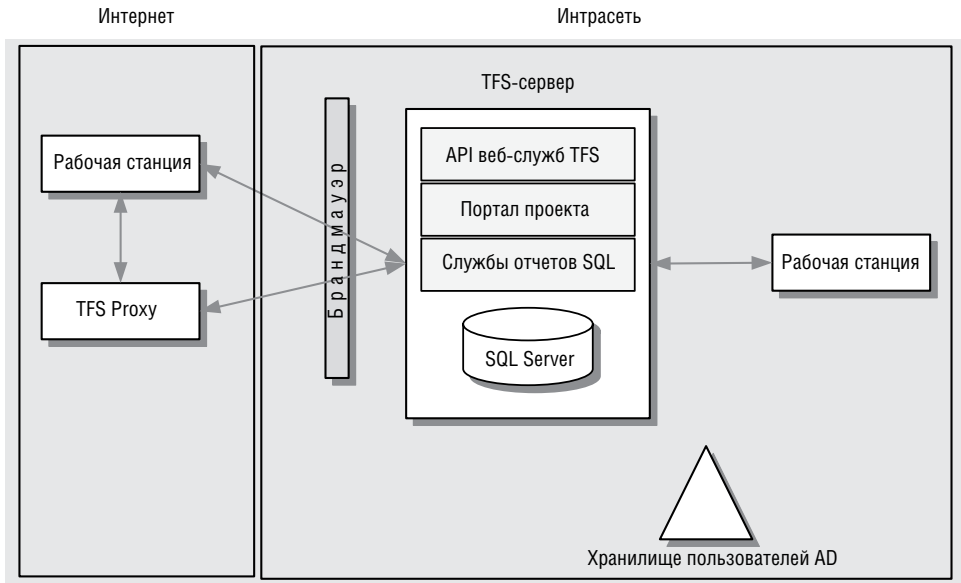 Интернет
Интрасеть
TFS-сервер
Рабочая станция
TFS Proxy
Брандмауэр
API веб-служб TFS
Портал проекта
Службы отчетов SQL
SQL Server
Рабочая станция
Хранилище пользователей AD